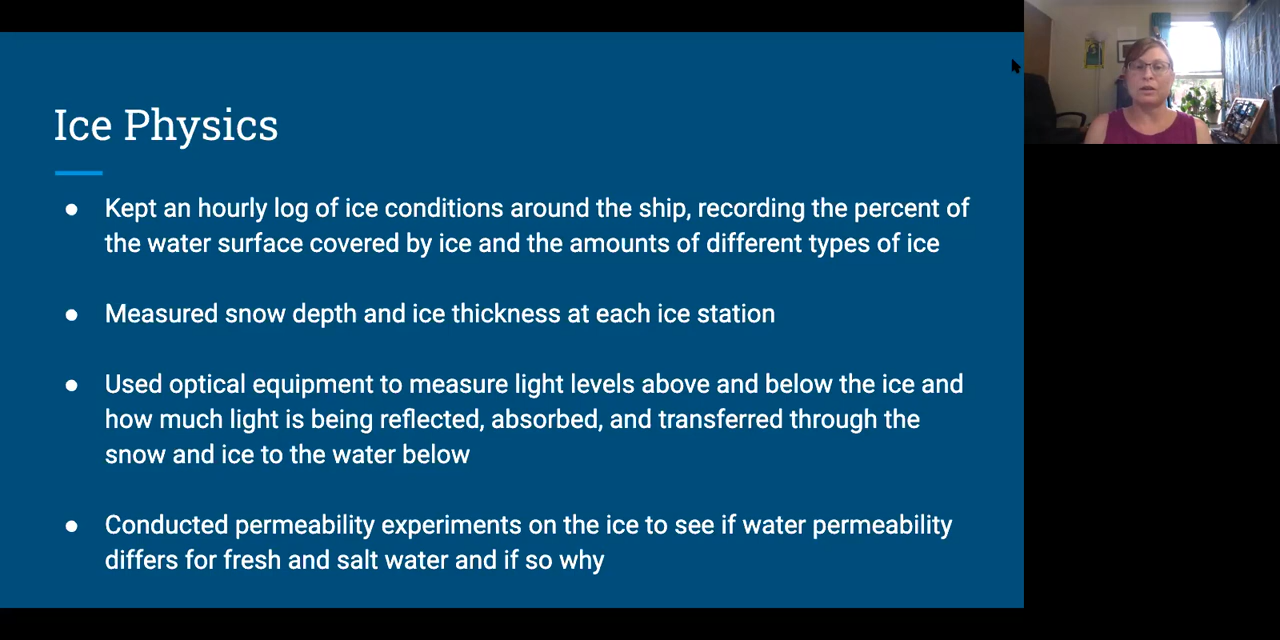 Ice Physics
● Kept an hourly log of ice conditions around the ship, recording the percent of
the water surface covered by ice and the amounts of different types of ice
● Measured snow depth and ice thickness at each ice station
● Used optical equipment to measure light levels above and below the ice and
how much light is being reflected, absorbed, and transferred through the
snow and ice to the water below
● Conducted permeability experiments on the ice to see if water permeability
differs for fresh and salt water and if so why